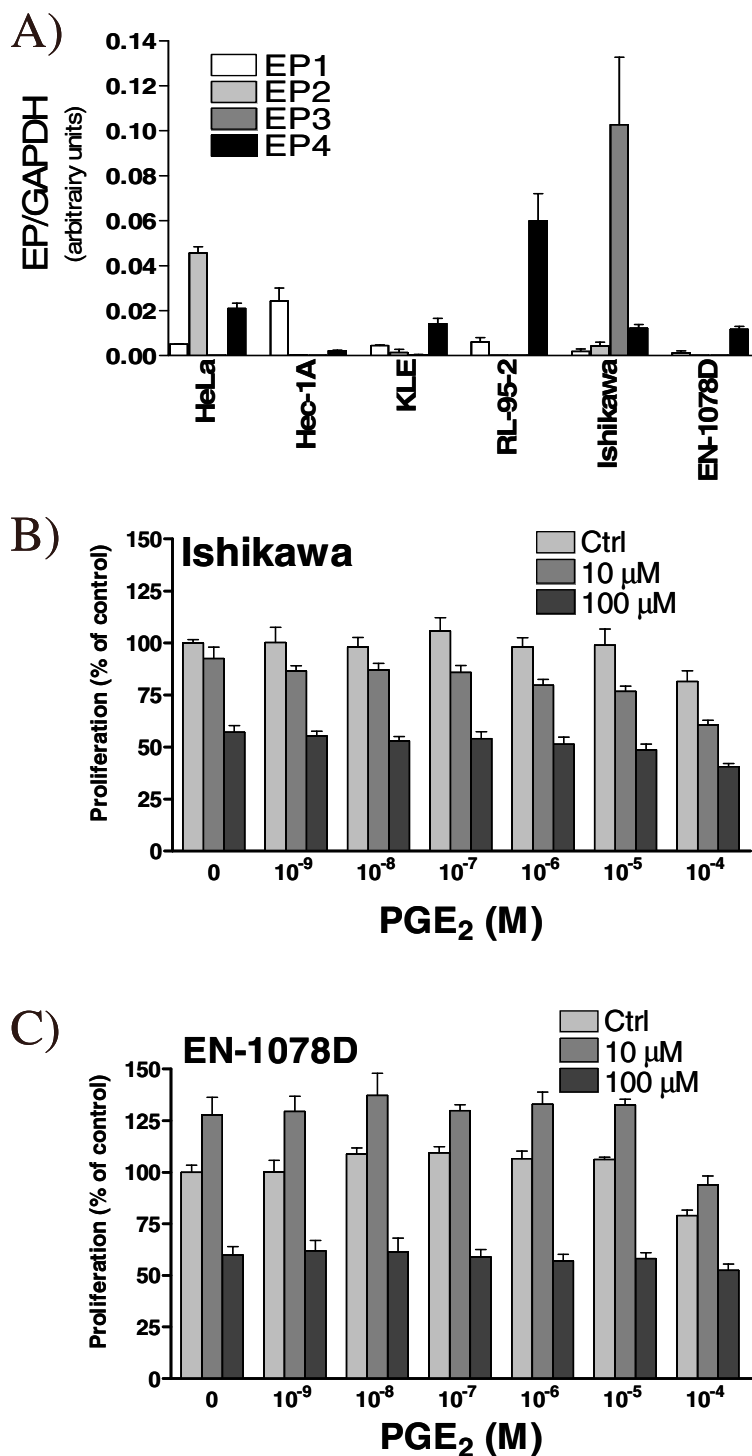 A)
EP/GAPDH
(arbitrairy units)
0.14
0.12
0.10
0.08
0.06
0.04
0.02
0.00
EP1
EP2
EP3
EP4
HeLa
Hec-1A
KLE
RL-95-2
Ishikawa
EN-1078D
B)
Ishikawa
Proliferation (% of control)
150
125
100
75
50
25
0
Ctrl
10 µM
100 µM
0 10⁻⁹ 10⁻⁸ 10⁻⁷ 10⁻⁶ 10⁻⁵ 10⁻⁴
PGE₂ (M)
C)
EN-1078D
Proliferation (% of control)
150
125
100
75
50
25
0
Ctrl
10 µM
100 µM
0 10⁻⁹ 10⁻⁸ 10⁻⁷ 10⁻⁶ 10⁻⁵ 10⁻⁴
PGE₂ (M)